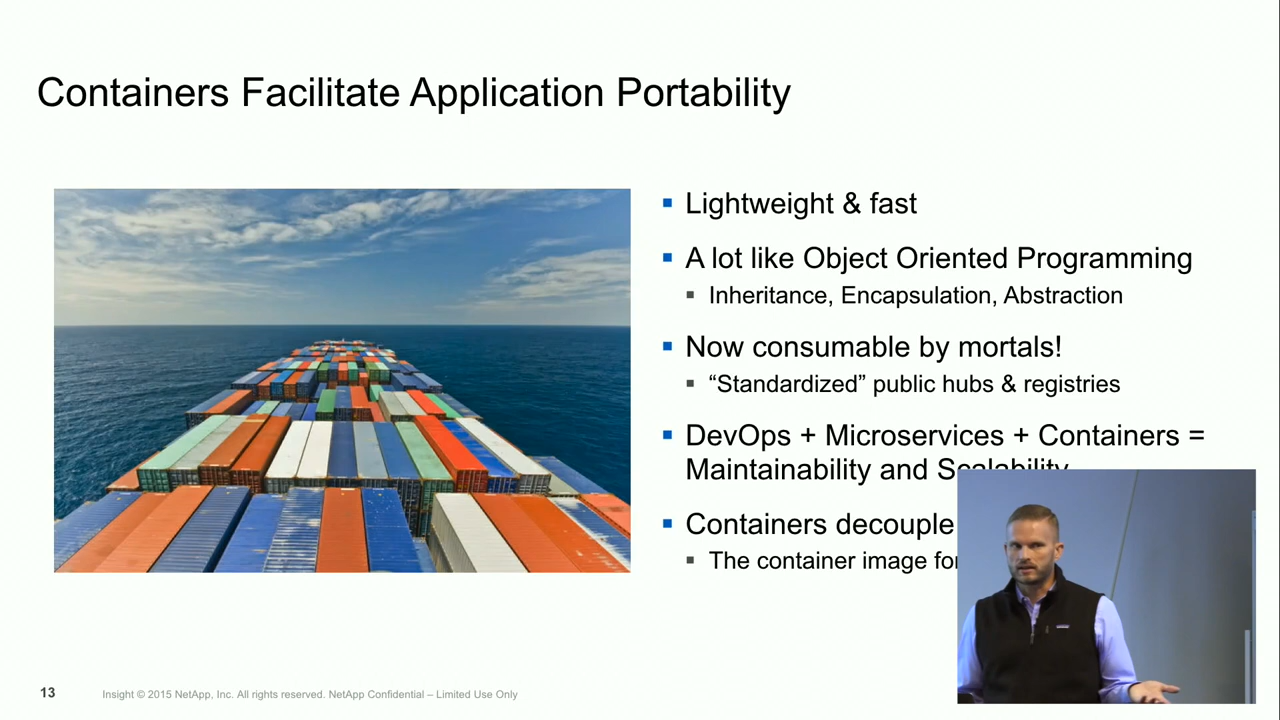 Containers Facilitate Application Portability
Lightweight & fast
A lot like Object Oriented Programming
Inheritance, Encapsulation, Abstraction
Now consumable by mortals!
“Standardized” public hubs & registries
DevOps + Microservices + Containers =
Maintainability and Scalability
Containers decouple
The container image
13
Insight © 2015 NetApp, Inc. All rights reserved. NetApp Confidential – Limited Use Only